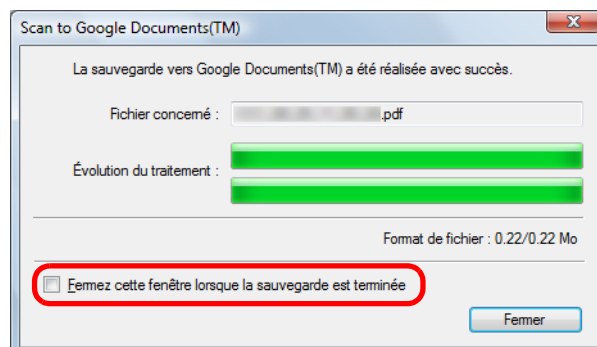 Scan to Google Documents(TM)
La sauvegarde vers Google Documents(TM) a été réalisée avec succès.
Fichier concerné : .pdf
Évolution du traitement :
Format de fichier : 0.22/0.22 Mo
Fermez cette fenêtre lorsque la sauvegarde est terminée
Fermer